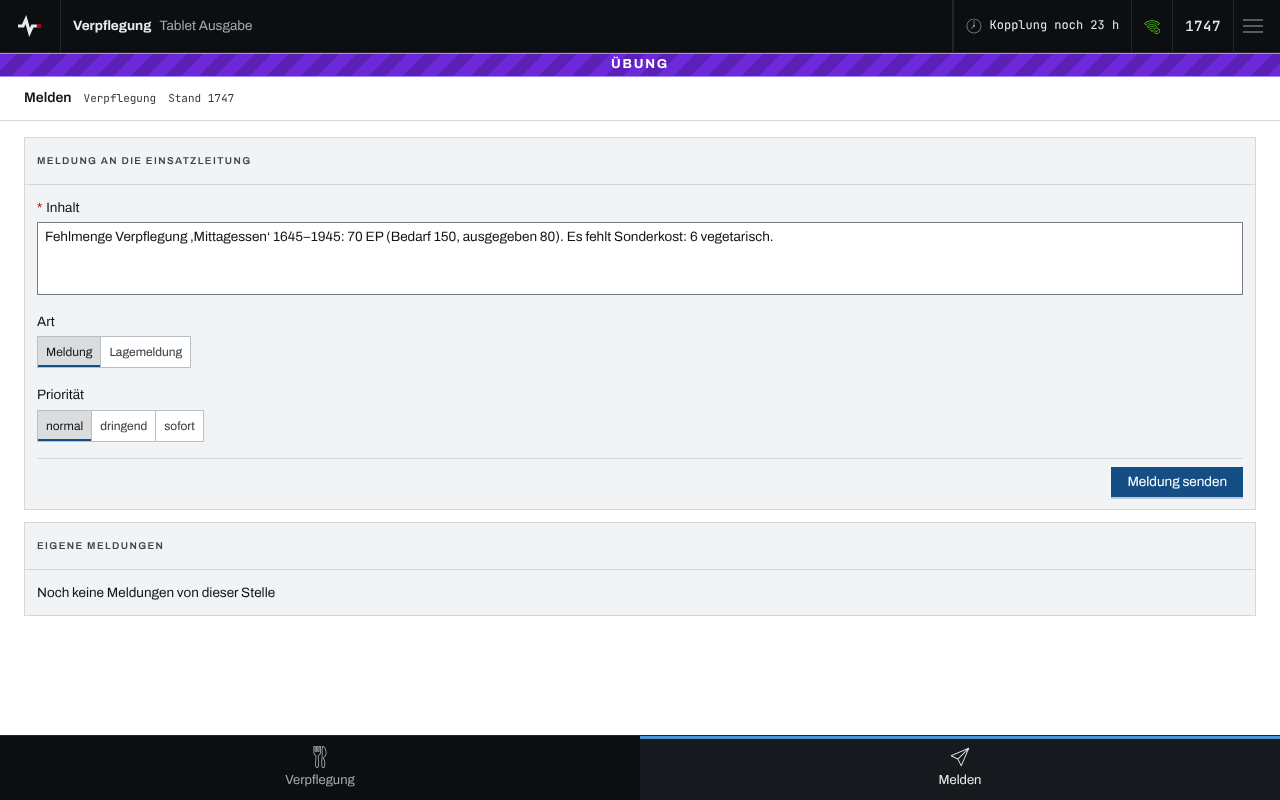 Verpflegung Tablet Ausgabe
Kopplung noch 23 h
1747
ÜBUNG
Melden Verpflegung Stand 1747
MELDUNG AN DIE EINSATZLEITUNG
* Inhalt
Fehlmenge Verpflegung ‚Mittagessen‘ 1645–1945: 70 EP (Bedarf 150, ausgegeben 80). Es fehlt Sonderkost: 6 vegetarisch.
Art
Meldung Lagemeldung
Priorität
normal dringend sofort
Meldung senden
EIGENE MELDUNGEN
Noch keine Meldungen von dieser Stelle
Verpflegung
Melden